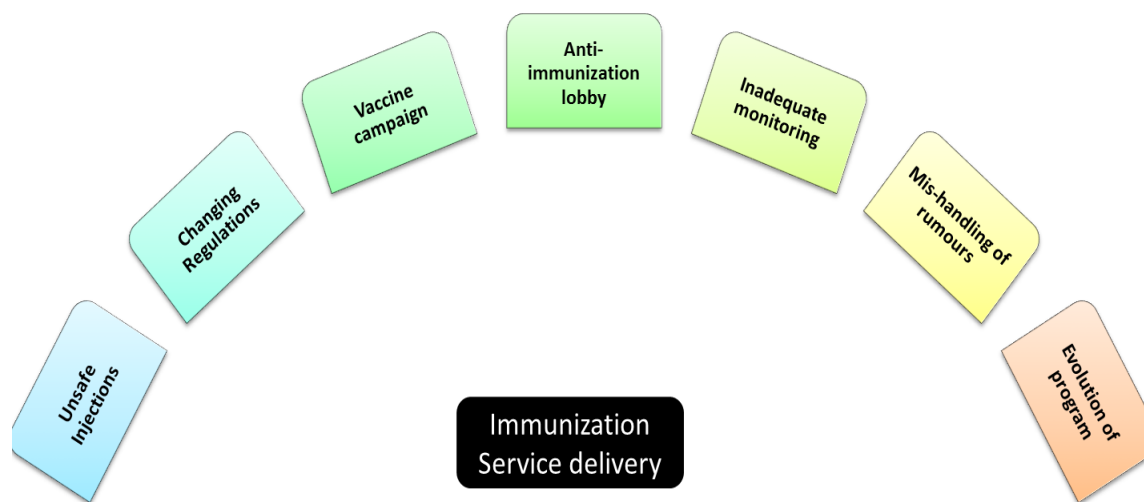 Unsafe
Injections
Changing
Regulations
Vaccine
campaign
Anti-
immunization
lobby
Inadequate
monitoring
Mis-handling of
rumours
Evolution of
program
Immunization
Service delivery